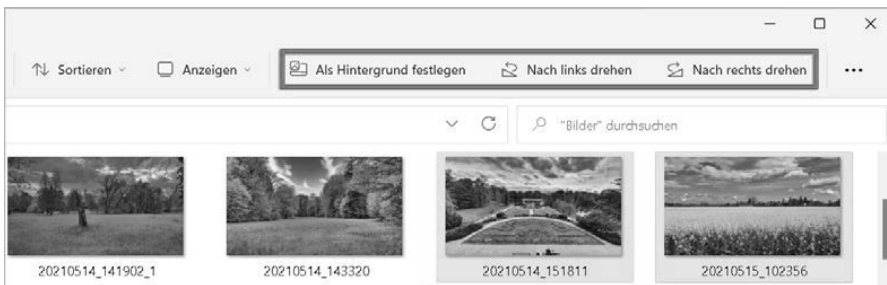 Sortieren Anzeigen Als Hintergrund festlegen Nach links drehen Nach rechts drehen ...
"Bilder" durchsuchen
20210514_141902_1 20210514_143320 20210514_151811 20210515_102356